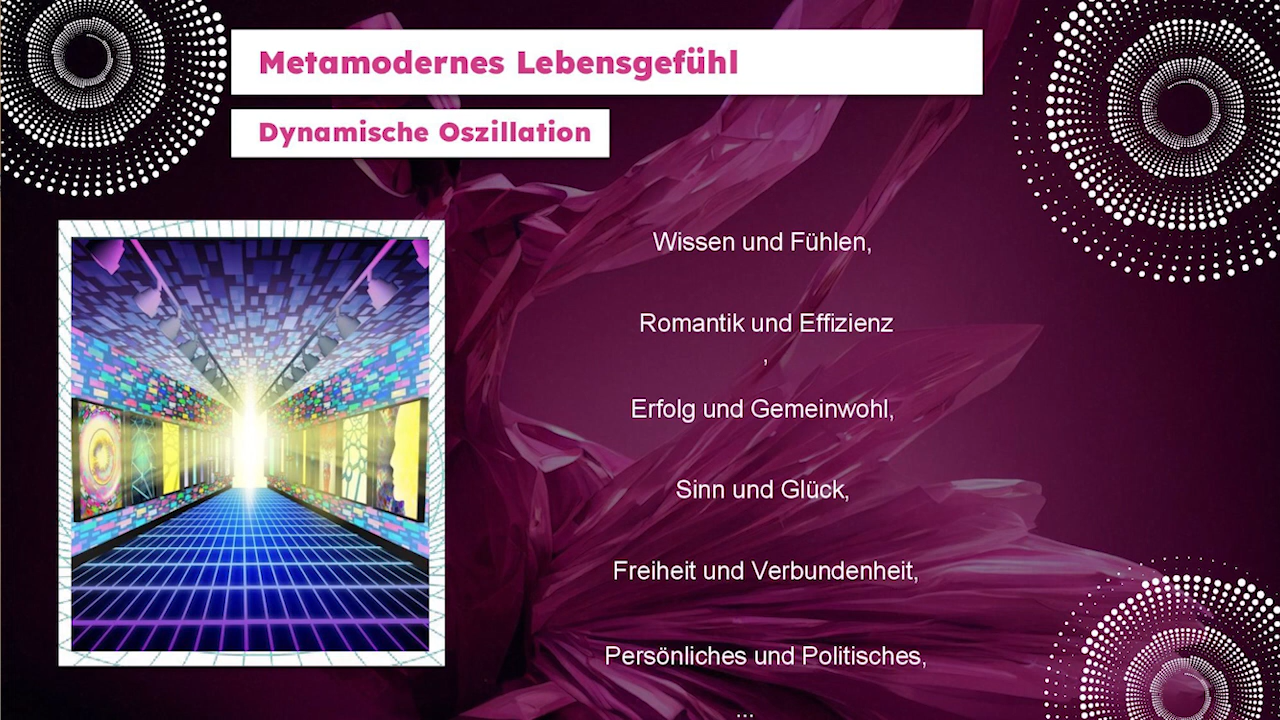 Metamodernes Lebensgefühl
Dynamische Oszillation
Wissen und Fühlen,
Romantik und Effizienz
,
Erfolg und Gemeinwohl,
Sinn und Glück,
Freiheit und Verbundenheit,
Persönliches und Politisches,
...